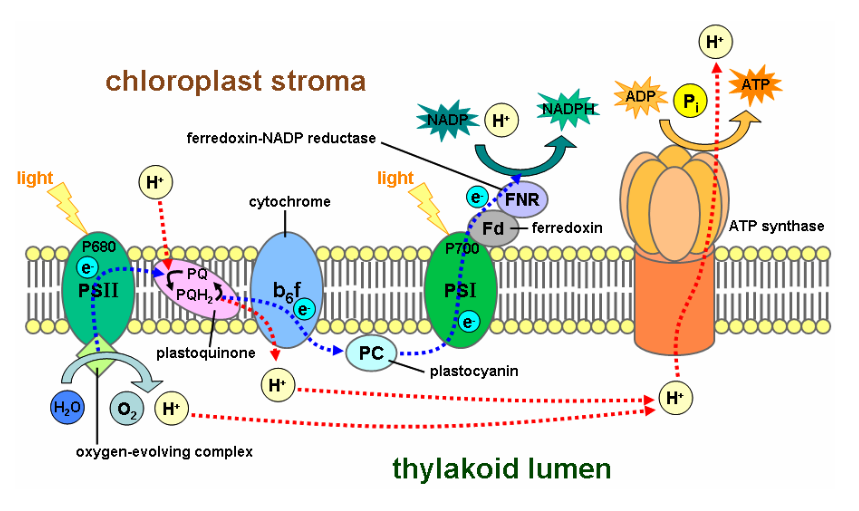 chloroplast stroma
H⁺
NADP
H⁺
NADPH
ADP
Pᵢ
ATP
ferredoxin-NADP reductase
light
H⁺
cytochrome
light
e⁻
FNR
Fd
ferredoxin
ATP synthase
P680
e⁻
PSII
PQ
PQH₂
b₆f
e⁻
P700
PSI
e⁻
plastoquinone
PC
plastocyanin
H⁺
H⁺
H₂O
O₂
H⁺
oxygen-evolving complex
thylakoid lumen